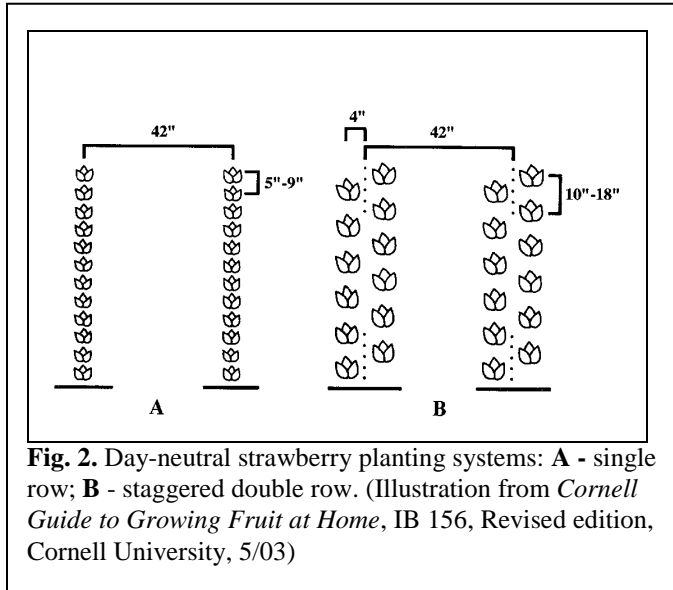 4"
42"
42"
5"-9"
10"-18"
A
B
Fig. 2. Day-neutral strawberry planting systems: A - single
row; B - staggered double row. (Illustration from Cornell
Guide to Growing Fruit at Home, IB 156, Revised edition,
Cornell University, 5/03)